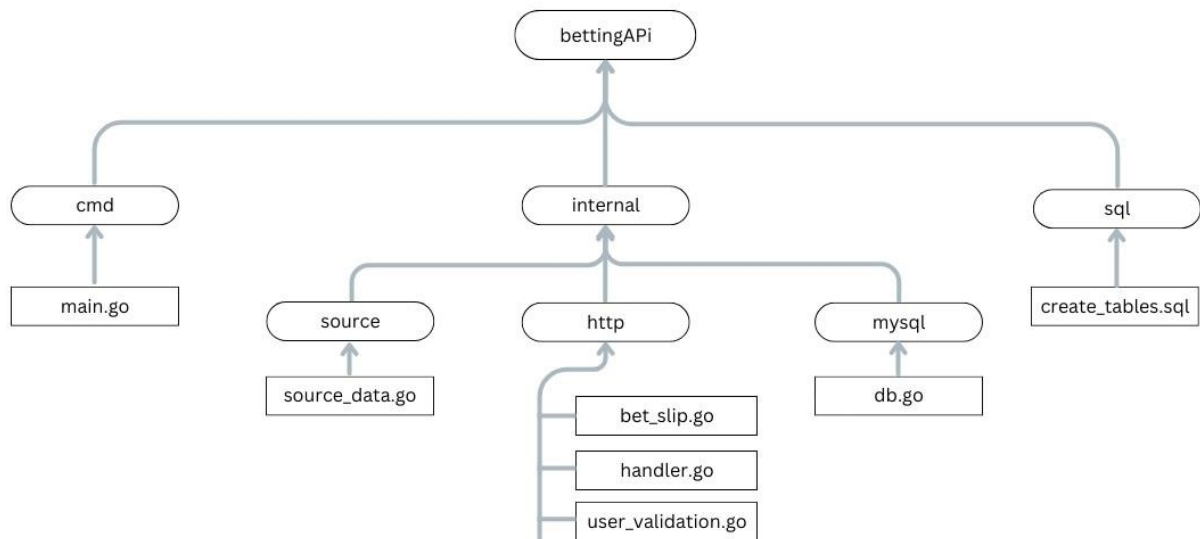 bettingAPi
cmd
internal
sql
main.go
source
http
mysql
create_tables.sql
source_data.go
db.go
bet_slip.go
handler.go
user_validation.go